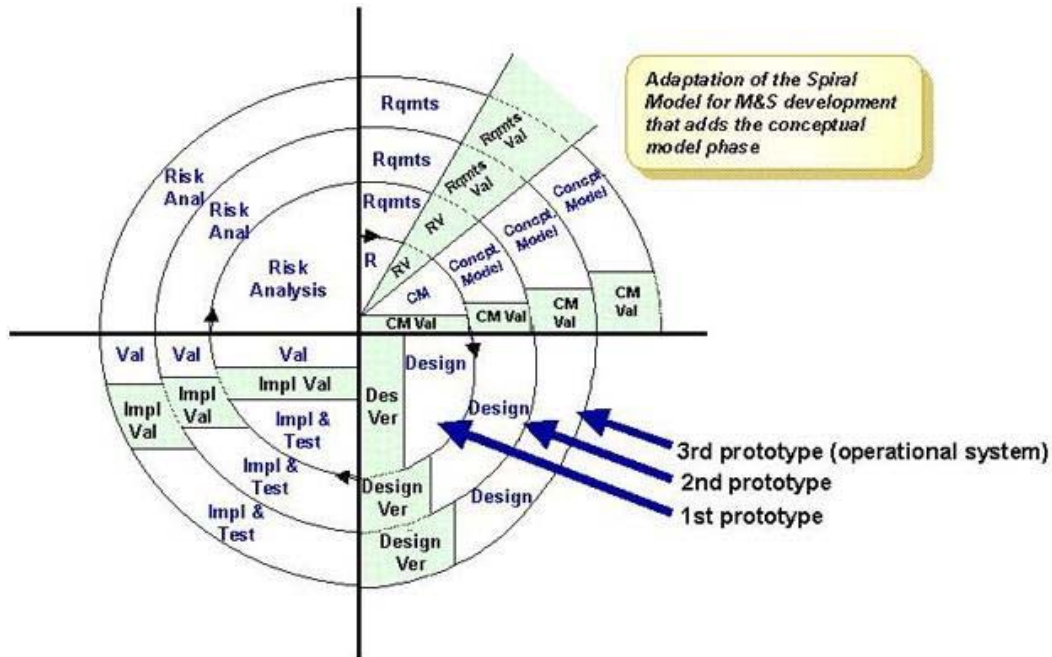 Adaptation of the Spiral
Model for M&S development
that adds the conceptual
model phase
Rqmts
Rqmts
Rqmts
R
Rqmts
Val
Rqmts
Val
RV
RV
Concpt.
Model
Concpt.
Model
Concpt.
Model
CM
CM Val
CM Val
CM
Val
CM
Val
Risk
Anal
Risk
Anal
Risk
Analysis
Val
Val
Val
Impl Val
Impl
Val
Impl
Val
Impl &
Test
Impl &
Test
Impl &
Test
Des
Ver
Design
Ver
Design
Ver
Design
Design
Design
3rd prototype (operational system)
2nd prototype
1st prototype